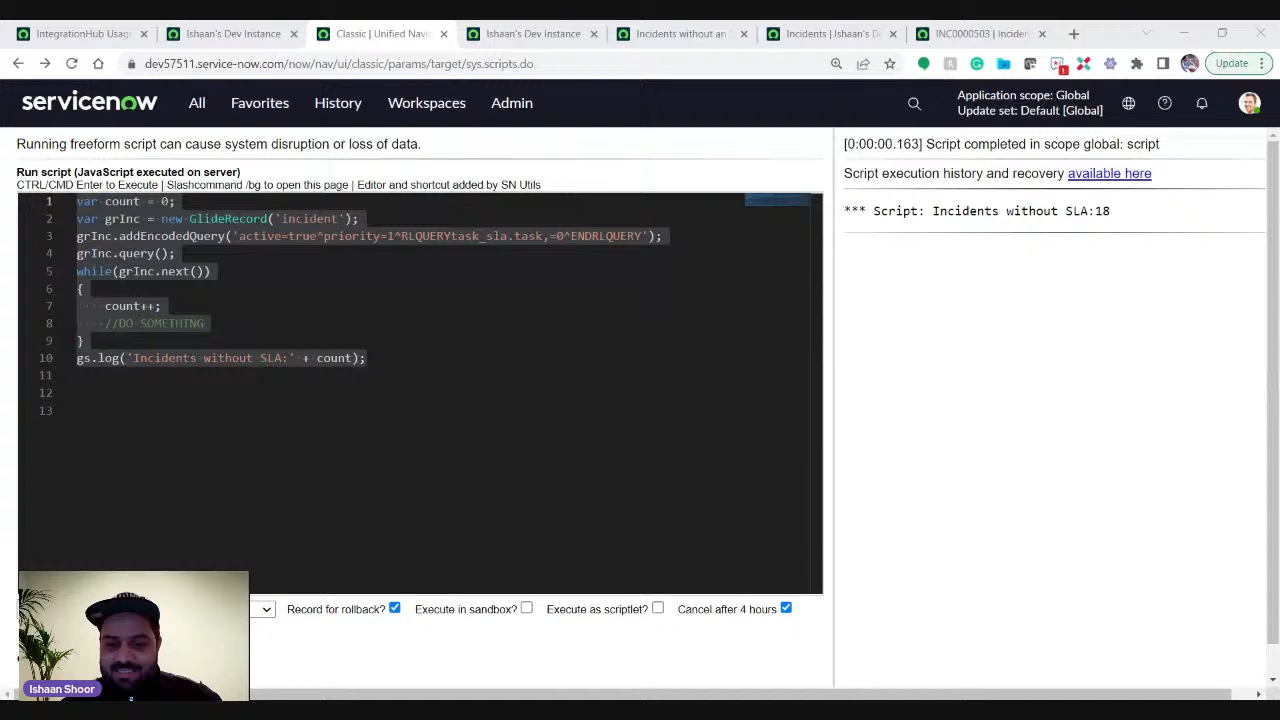 IntegrationHub Usag
Ishaan's Dev Instance
Classic | Unified Navi
Ishaan's Dev Instance
Incidents without an S
Incidents | Ishaan's De
INC0000503 | Inciden
dev57511.service-now.com/now/nav/ui/classic/params/target/sys.scripts.do
1
Update
servicenow
All Favorites History Workspaces Admin
Application scope: Global
Update set: Default [Global]
Running freeform script can cause system disruption or loss of data.
Run script (JavaScript executed on server)
CTRL/CMD Enter to Execute | Slashcommand /bg to open this page | Editor and shortcut added by SN Utils
1 var count = 0;
2 var grInc = new GlideRecord('incident');
3 grInc.addEncodedQuery('active=true^priority=1^RLQUERYtask_sla.task,=0^ENDRLQUERY');
4 grInc.query();
5 while(grInc.next())
6 {
7 count++;
8 //DO SOMETHING
9 }
10 gs.log('Incidents without SLA:' + count);
11
12
13
Record for rollback? Execute in sandbox? Execute as scriptlet? Cancel after 4 hours
[0:00:00.163] Script completed in scope global: script
Script execution history and recovery available here
*** Script: Incidents without SLA:18
Ishaan Shoor